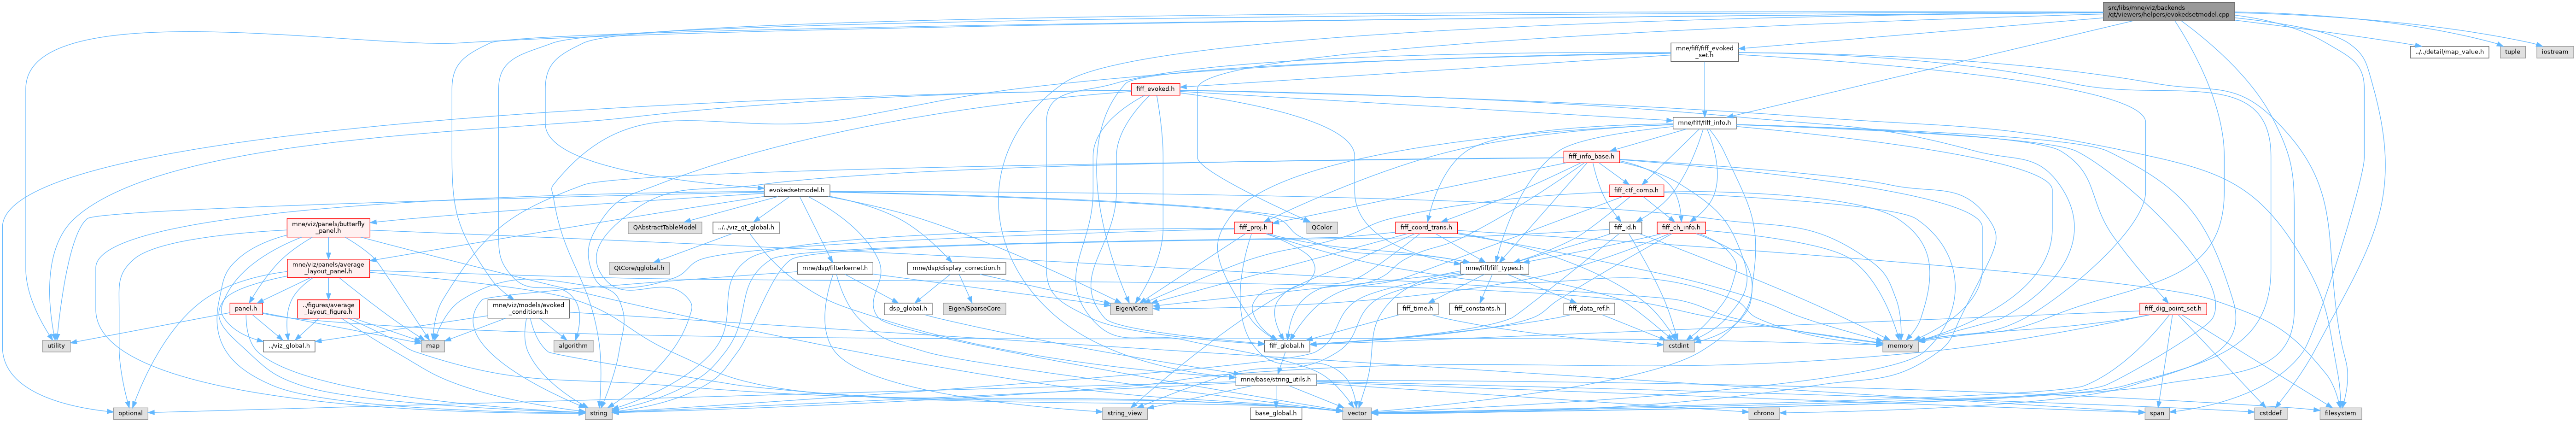 src/libs/mne/viz/backends
/qt/viewers/helpers/evokedsetmodel.cpp
mne/fiff/fiff_evoked
_set.h
../../detail/map_value.h
tuple
iostream
fiff_evoked.h
mne/fiff/fiff_info.h
fiff_info_base.h
evokedsetmodel.h
fiff_ctf_comp.h
mne/viz/panels/butterfly
_panel.h
QAbstractTableModel
../../viz_qt_global.h
QColor
fiff_proj.h
fiff_coord_trans.h
fiff_id.h
fiff_ch_info.h
mne/viz/panels/average
_layout_panel.h
QtCore/qglobal.h
mne/dsp/filterkernel.h
mne/dsp/display_correction.h
mne/fiff/fiff_types.h
panel.h
../figures/average
_layout_figure.h
mne/viz/models/evoked
_conditions.h
dsp_global.h
Eigen/SparseCore
Eigen/Core
fiff_time.h
fiff_constants.h
fiff_data_ref.h
fiff_dig_point_set.h
utility
../viz_global.h
map
algorithm
fiff_global.h
cstdint
memory
mne/base/string_utils.h
optional
string
string_view
base_global.h
vector
chrono
span
cstddef
filesystem